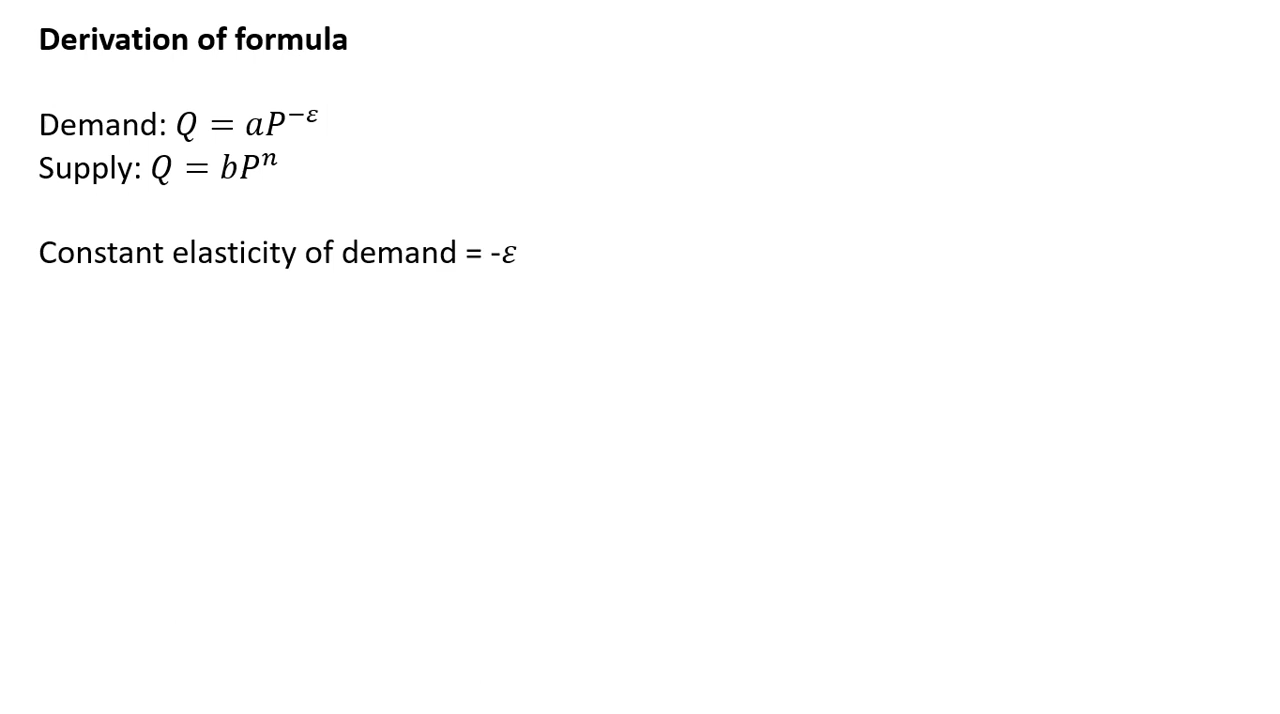 Derivation of formula
Demand: 𝑄 = 𝑎𝑃^−𝜀
Supply: 𝑄 = 𝑏𝑃^𝑛
Constant elasticity of demand = -𝜀